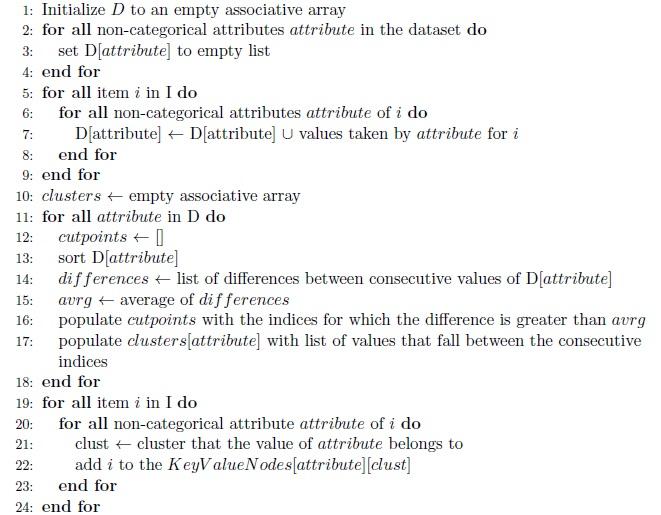 1: Initialize D to an empty associative array
2: for all non-categorical attributes attribute in the dataset do
3: set D[attribute] to empty list
4: end for
5: for all item i in I do
6: for all non-categorical attributes attribute of i do
7: D[attribute] ← D[attribute] ∪ values taken by attribute for i
8: end for
9: end for
10: clusters ← empty associative array
11: for all attribute in D do
12: cutpoints ← []
13: sort D[attribute]
14: differences ← list of differences between consecutive values of D[attribute]
15: avrg ← average of differences
16: populate cutpoints with the indices for which the difference is greater than avrg
17: populate clusters[attribute] with list of values that fall between the consecutive
indices
18: end for
19: for all item i in I do
20: for all non-categorical attribute attribute of i do
21: clust ← cluster that the value of attribute belongs to
22: add i to the KeyValueNodes[attribute][clust]
23: end for
24: end for